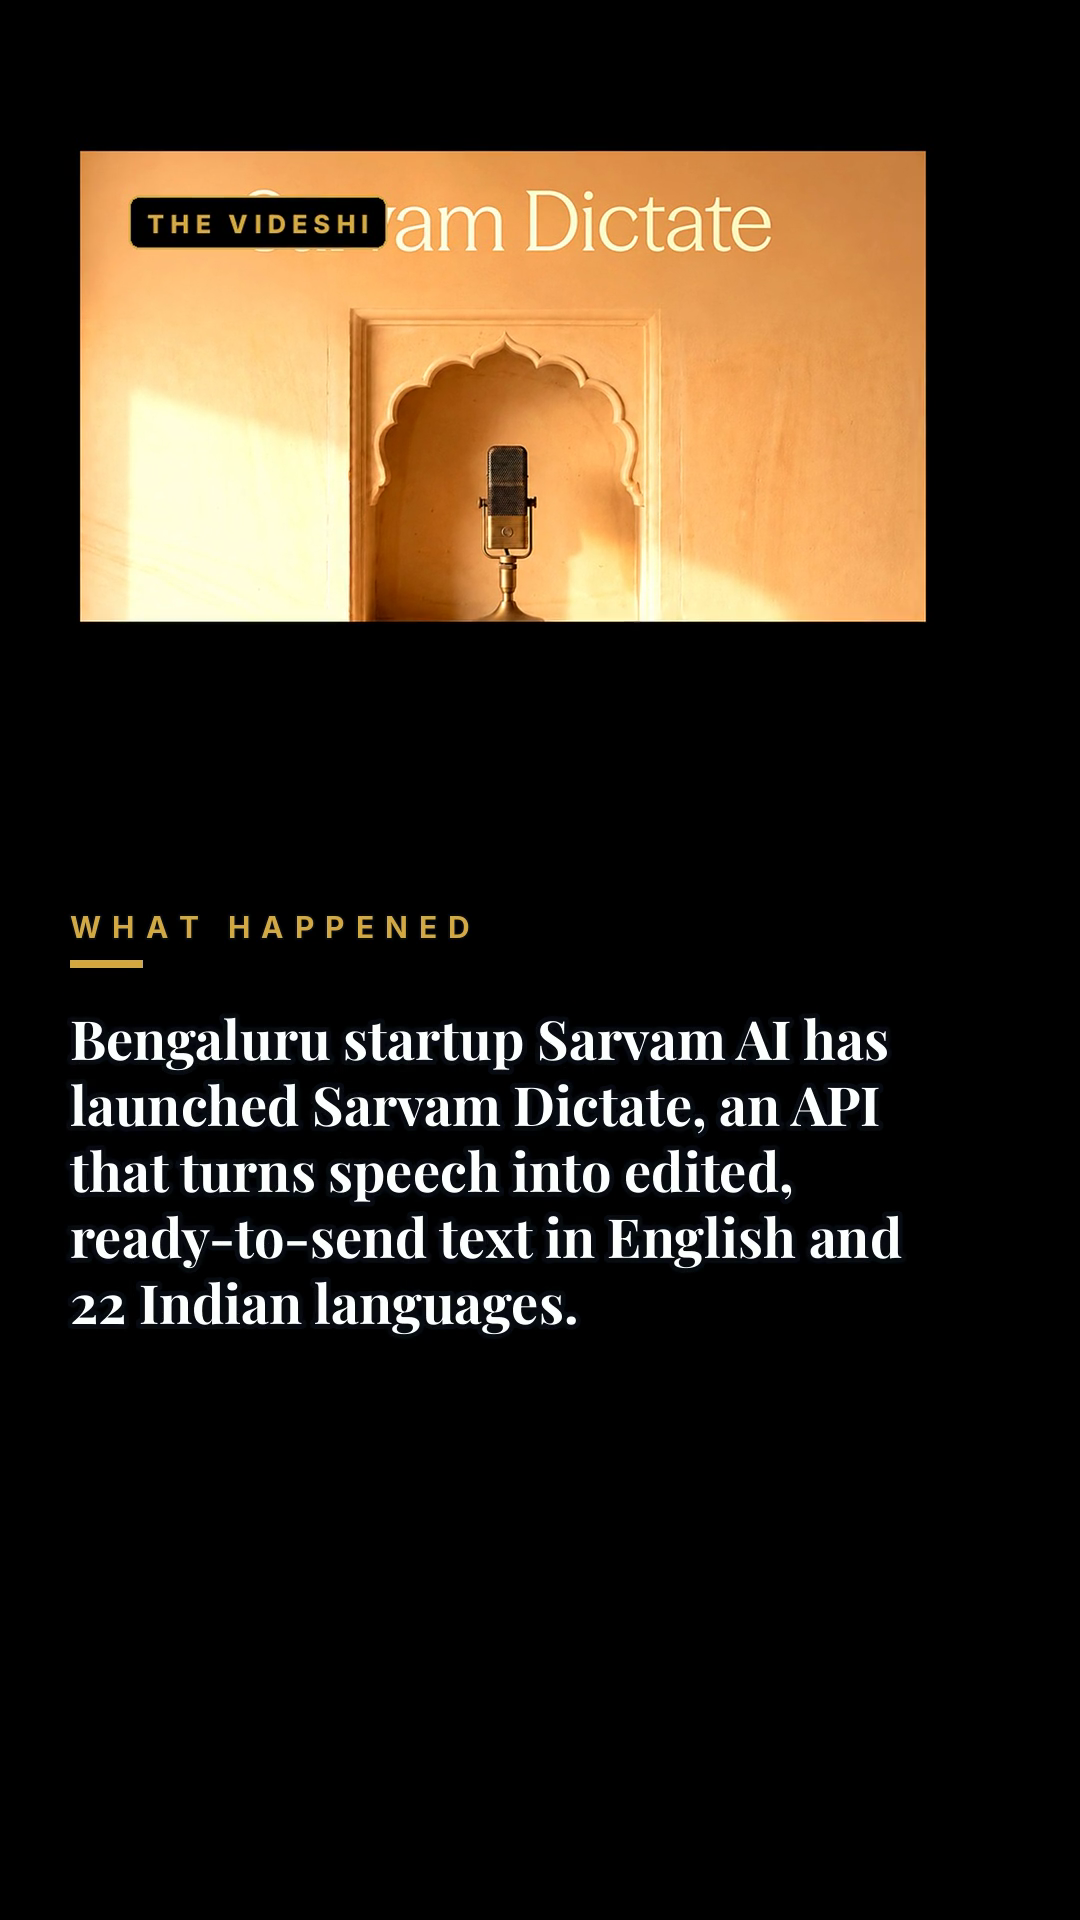 THE VIDESHI
vam Dictate
WHAT HAPPENED
Bengaluru startup Sarvam AI has
launched Sarvam Dictate, an API
that turns speech into edited,
ready-to-send text in English and
22 Indian languages.